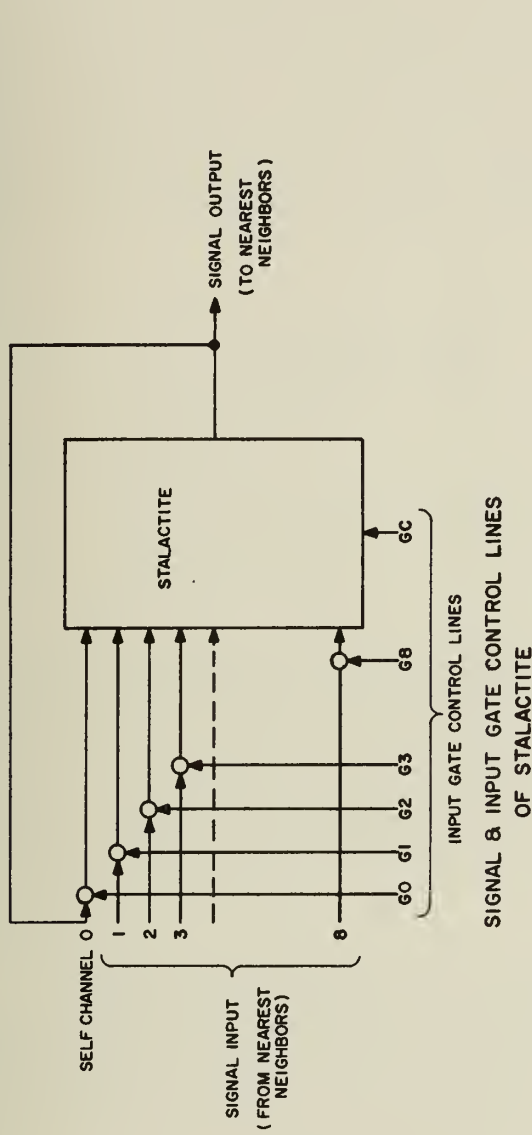 SELF CHANNEL 0
1
2
3
8
SIGNAL INPUT
(FROM NEAREST
NEIGHBORS)
STALACTITE
SIGNAL OUTPUT
(TO NEAREST
NEIGHBORS)
G0
G1
G2
G3
G8
GC
INPUT GATE CONTROL LINES
SIGNAL & INPUT GATE CONTROL LINES
OF STALACTITE